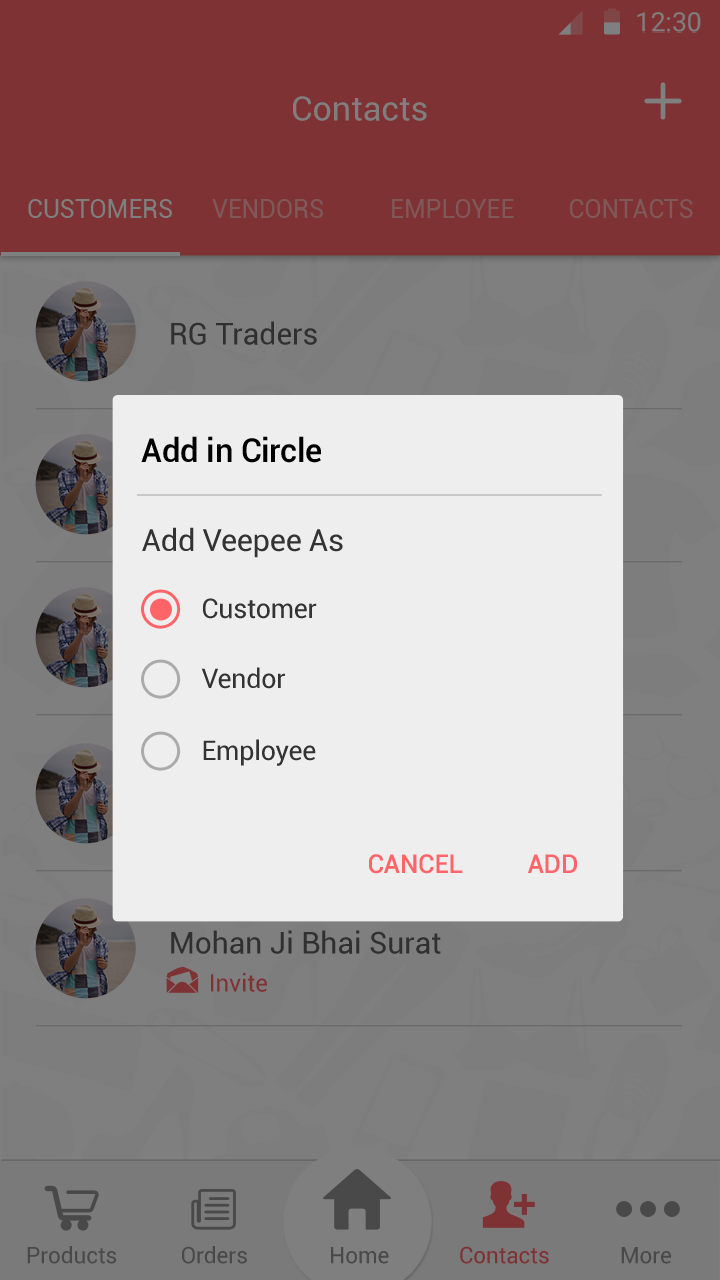 12:30
Contacts
CUSTOMERS VENDORS EMPLOYEE CONTACTS
RG Traders
Add in Circle
Add Veepee As
Customer
Vendor
Employee
CANCEL ADD
Mohan Ji Bhai Surat
Invite
Products Orders Home Contacts More